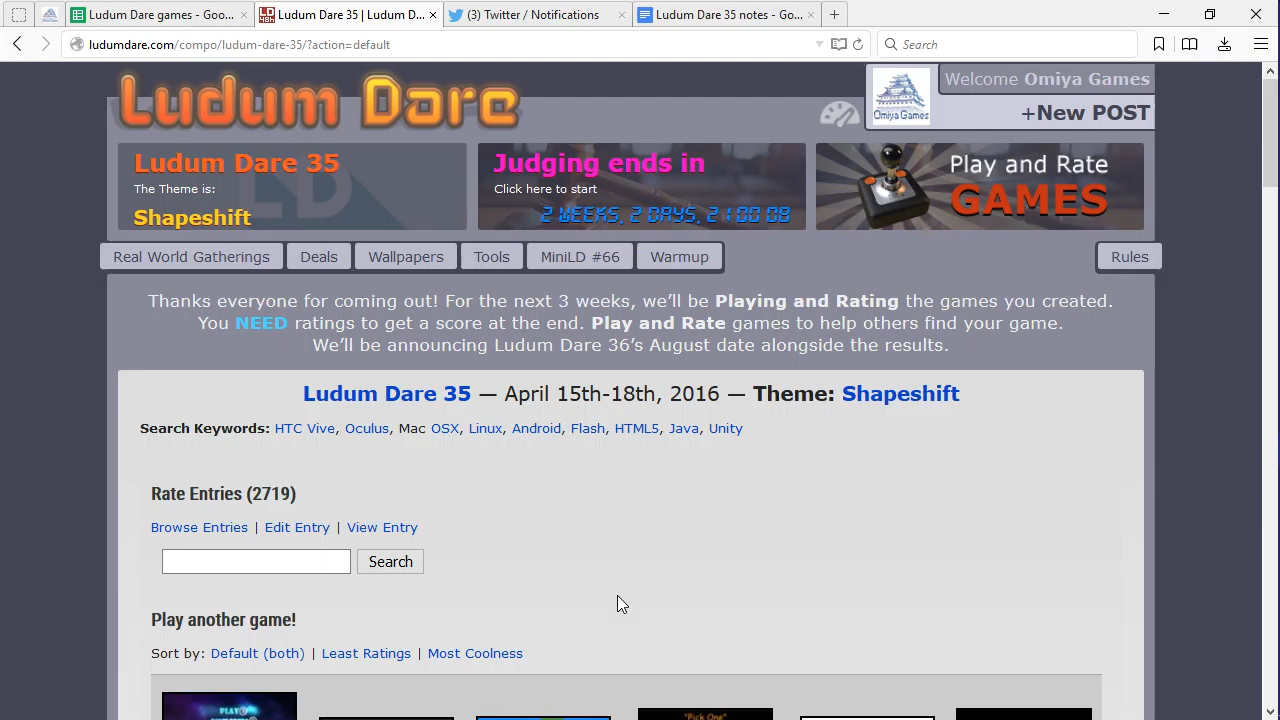 Ludum Dare games - Goo...
Ludum Dare 35 | Ludum D...
(3) Twitter / Notifications
Ludum Dare 35 notes - Go...
ludumdare.com/compo/ludum-dare-35/?action=default
Search
Ludum Dare
Omiya Games
Welcome Omiya Games
+New POST
Ludum Dare 35
The Theme is:
Shapeshift
Judging ends in
Click here to start
2 WEEKS, 2 DAYS, 21:00:08
Play and Rate
GAMES
Real World Gatherings
Deals
Wallpapers
Tools
MiniLD #66
Warmup
Rules
Thanks everyone for coming out! For the next 3 weeks, we'll be Playing and Rating the games you created.
You NEED ratings to get a score at the end. Play and Rate games to help others find your game.
We'll be announcing Ludum Dare 36's August date alongside the results.
Ludum Dare 35 — April 15th-18th, 2016 — Theme: Shapeshift
Search Keywords: HTC Vive, Oculus, Mac OSX, Linux, Android, Flash, HTML5, Java, Unity
Rate Entries (2719)
Browse Entries | Edit Entry | View Entry
Search
Play another game!
Sort by: Default (both) | Least Ratings | Most Coolness
PLAY
"Pick One"